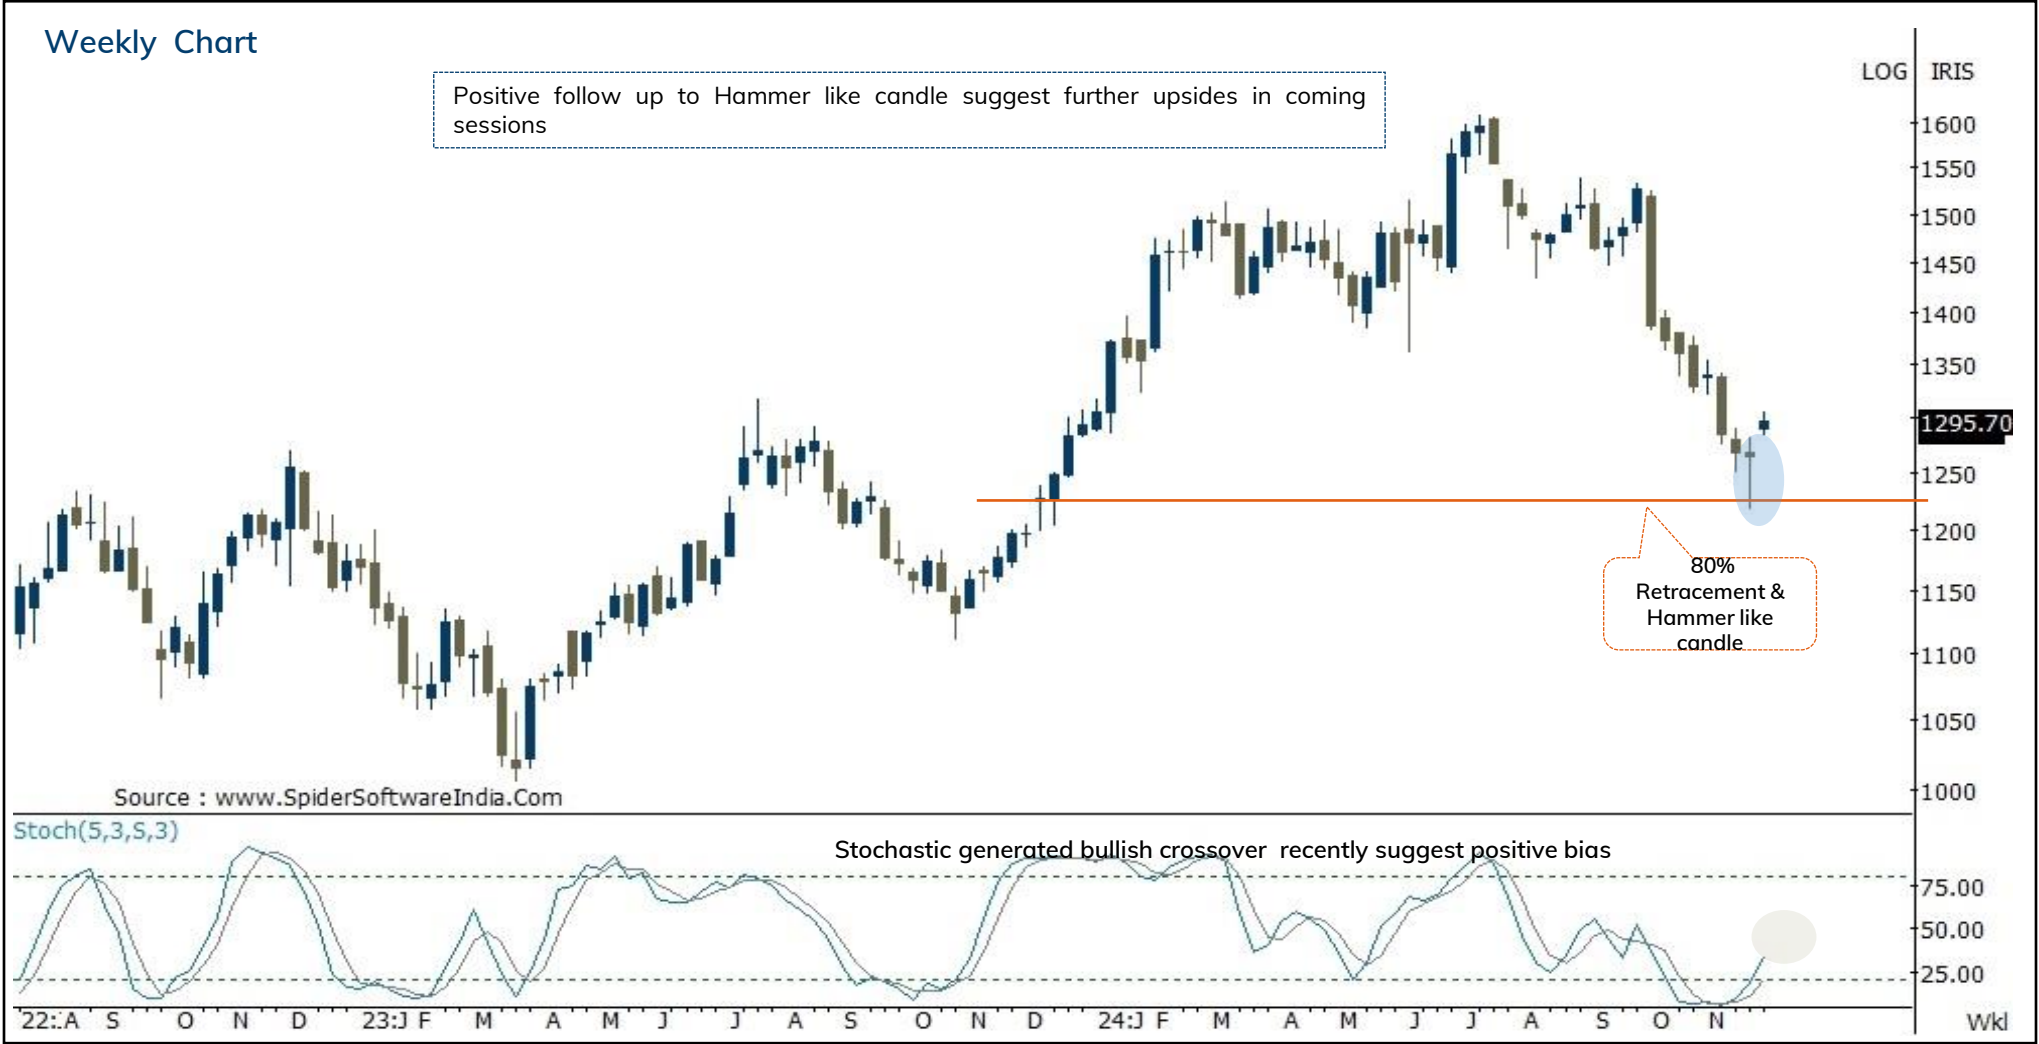 Weekly Chart
Positive follow up to Hammer like candle suggest further upsides in coming
sessions
LOG IRIS
1600
1550
1500
1450
1400
1350
1295.70
1250
1200
1150
1100
1050
1000
80%
Retracement &
Hammer like
candle
Source : www.SpiderSoftwareIndia.Com
Stoch(5,3,S,3)
Stochastic generated bullish crossover recently suggest positive bias
75.00
50.00
25.00
22:A S O N D 23:J F M A M J J A S O N D 24:J F M A M J J A S O N Wkl